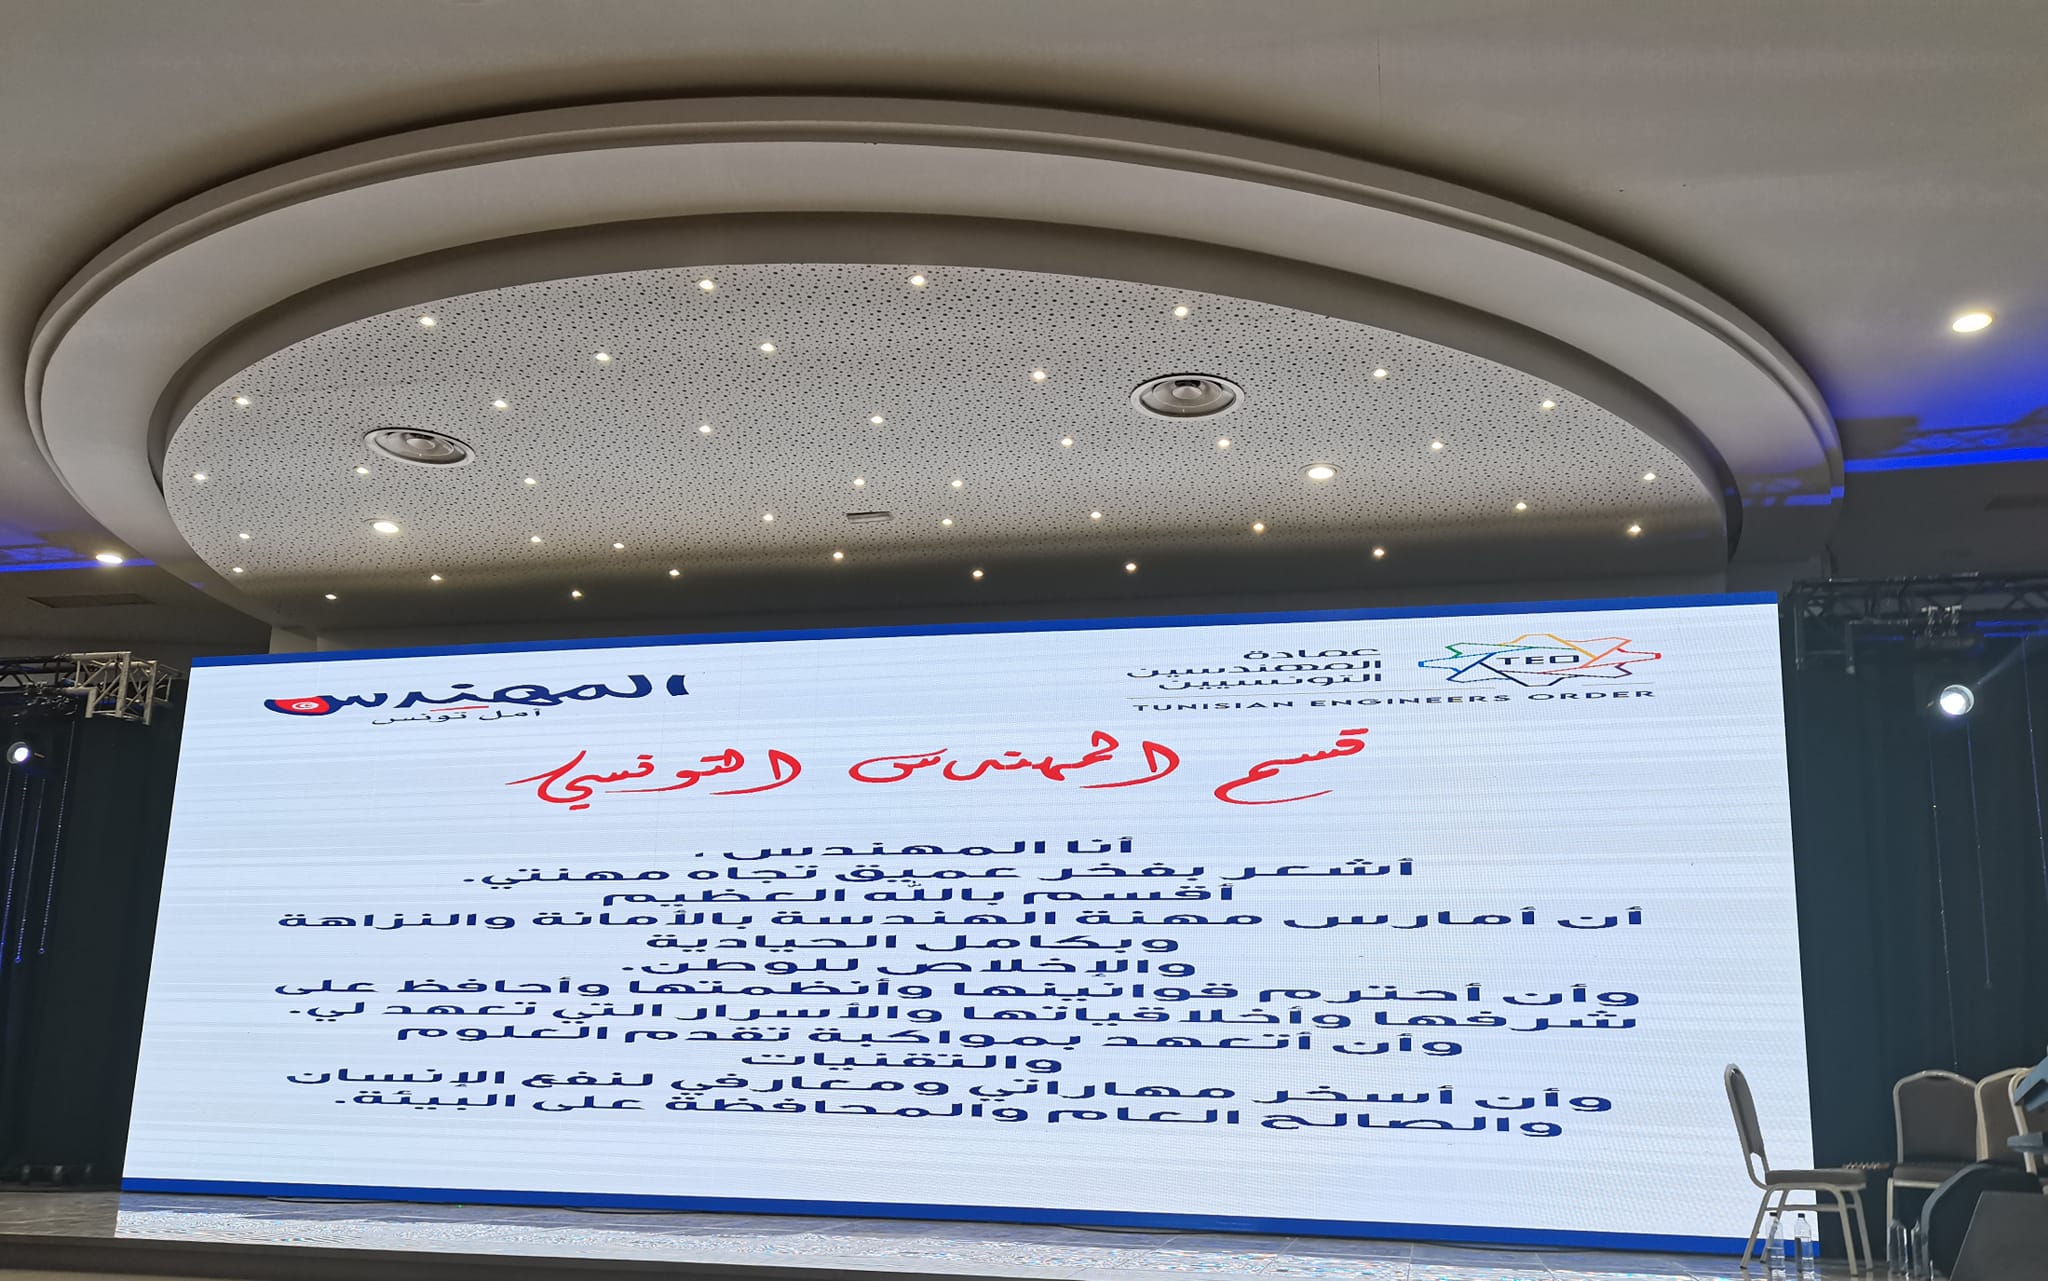 عمادة
المهندسين
التونسيين
TEO
TUNISIAN ENGINEERS ORDER
المهندس
أمل تونس
قسم المهندس التونسي
أنا المهندس ،
أشعر بفخر عميق تجاه مهنتي.
أقسم بالله العظيم
أن أمارس مهنة الهندسة بالأمانة والنزاهة
وبكامل الحيادية
والإخلاص للوطن.
وأن أحترم قوانينها وأنظمتها وأحافظ على
شرفها وأخلاقياتها والأسرار التي تعهد لي.
وأن أتعهد بمواكبة تقدم العلوم
والتقنيات
وأن أسخر مهاراتي ومعارفي لنفع الإنسان
والصالح العام والمحافظة على البيئة.